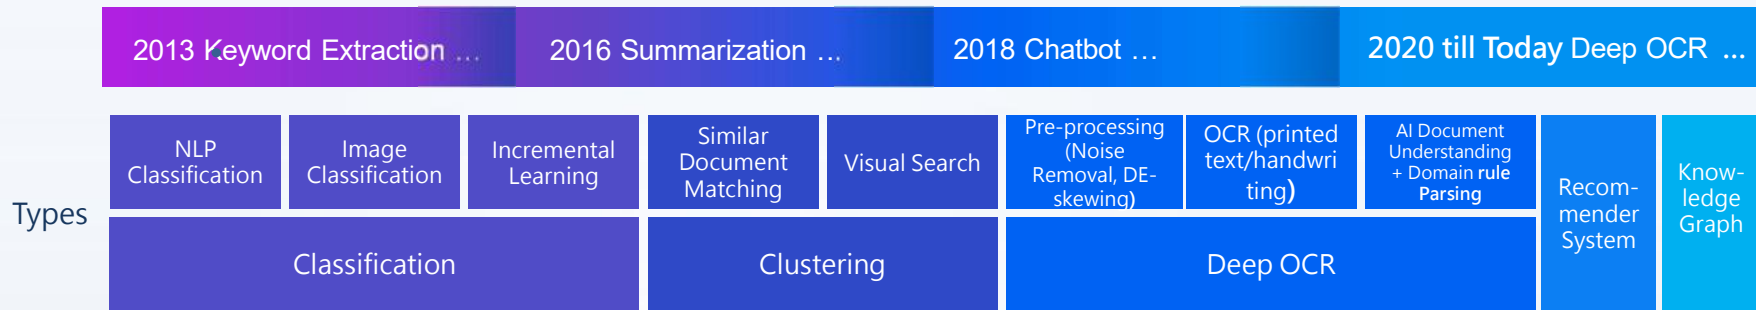 2013 Keyword Extraction ...
2016 Summarization ...
2018 Chatbot ...
2020 till Today Deep OCR ...
Types
NLP
Classification
Image
Classification
Incremental
Learning
Similar
Document
Matching
Visual Search
Pre-processing
(Noise
Removal, DE-
skewing)
OCR (printed
text/handwri
ting)
AI Document
Understanding
+ Domain rule
Parsing
Recom-
mender
System
Know-
ledge
Graph
Classification
Clustering
Deep OCR